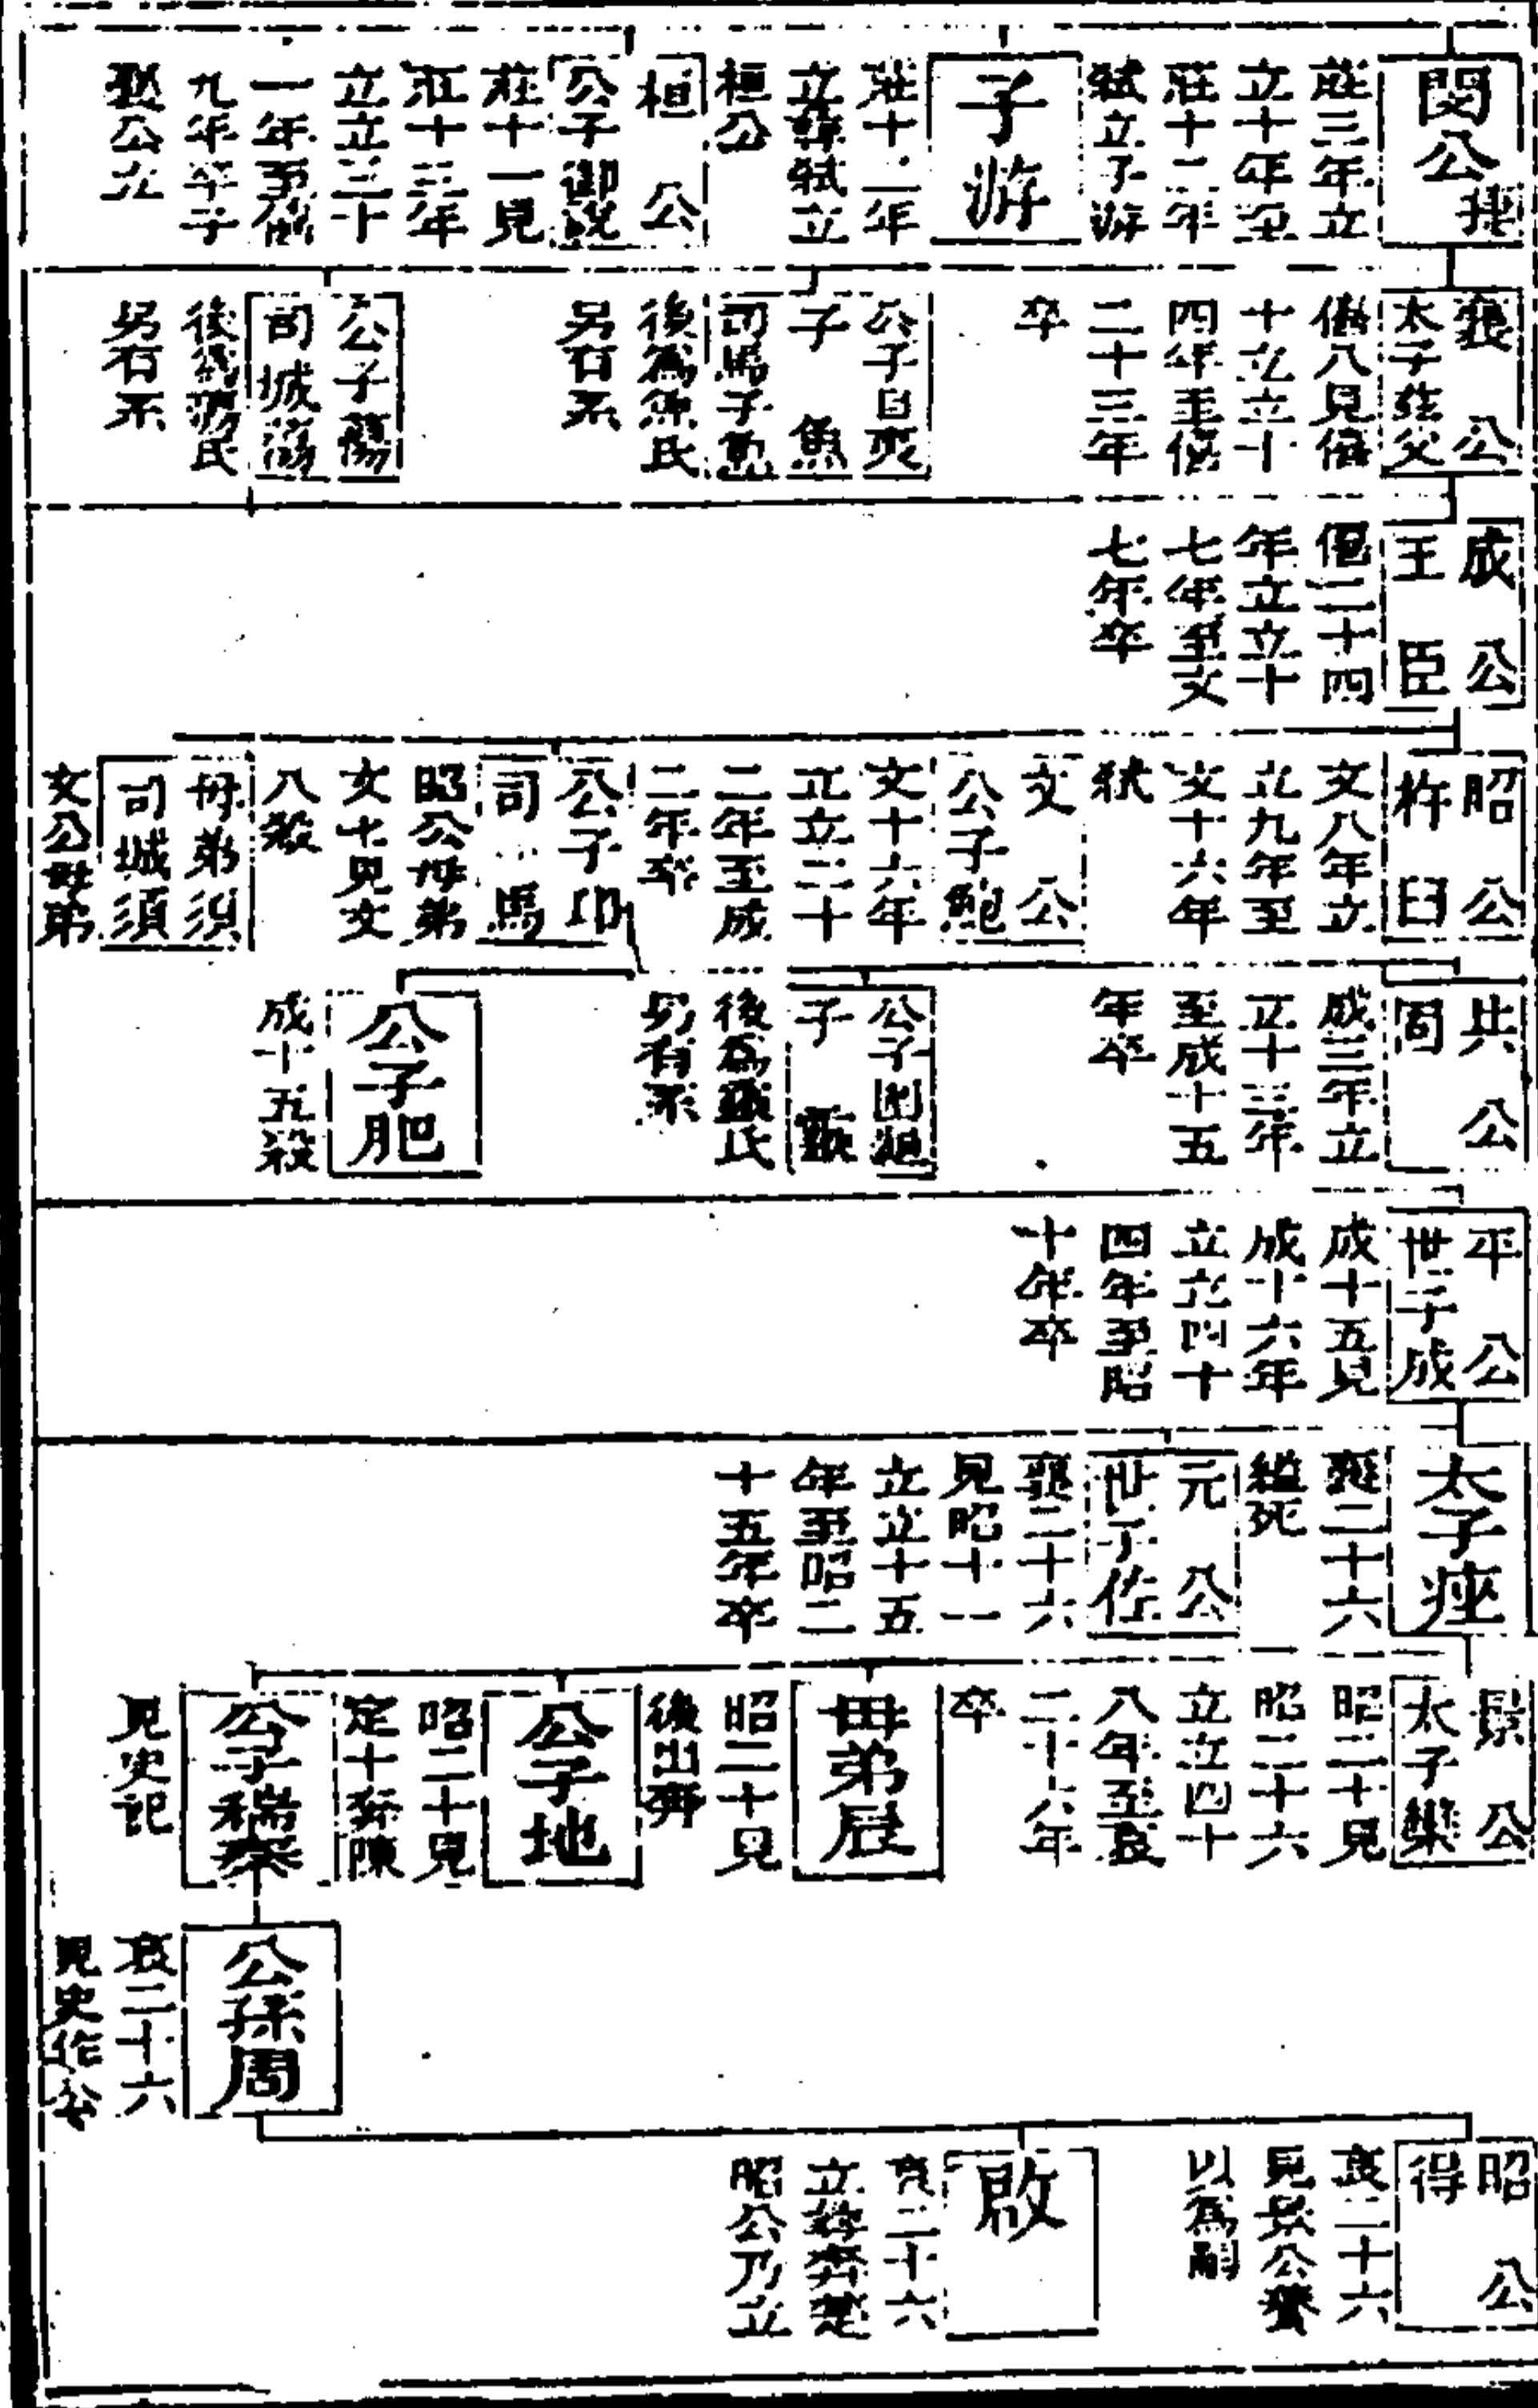 閔公
捷
莊三年立
立十年至
莊十二年
弑立子游
子游
莊十二年
立尋弑立
桓公
桓公
公子御說
莊十一見
莊十三年
立立三十
一年至僖
九年卒子
襄公立
襄公
太子茲父
僖八見僖
十立立十
四年至僖
二十三年
卒
公子目夷
子魚
司馬子魚
後為魚氏
另有系
公子蕩
司城蕩
後為蕩氏
另有系
成公
王臣
僖二十四
年立立十
七年至文
七年卒
昭公
杵臼
文八年立
立九年至
文十六年
弑
文公
公子鮑
文十六年
立立二十
二年至成
二年卒
公子卬
司馬
昭公母弟
文七見文
八殺
母弟須
司城須
文公母弟
共公
固
成三年立
立十三年
至成十五
年卒
公子圍龜
子靈
後為靈氏
另有系
公子肥
成十五殺
平公
世子成
成十五見
成十六年
立立四十
四年至昭
十年卒
太子痤
襄二十六
縊死
元公
世子佐
襄二十六
見昭十一
立立十五
年至昭二
十五年卒
景公
太子欒
昭二十見
昭二十六
立立四十
八年至哀
二十六年
卒
母弟辰
昭二十見
後出奔
公子地
昭二十見
定十奔陳
公子褍秦
見史記
公孫周
哀二十六
見史作公
昭公
得
哀二十六
見景公養
以為嗣
啟
哀二十六
立尋奔楚
昭公乃立